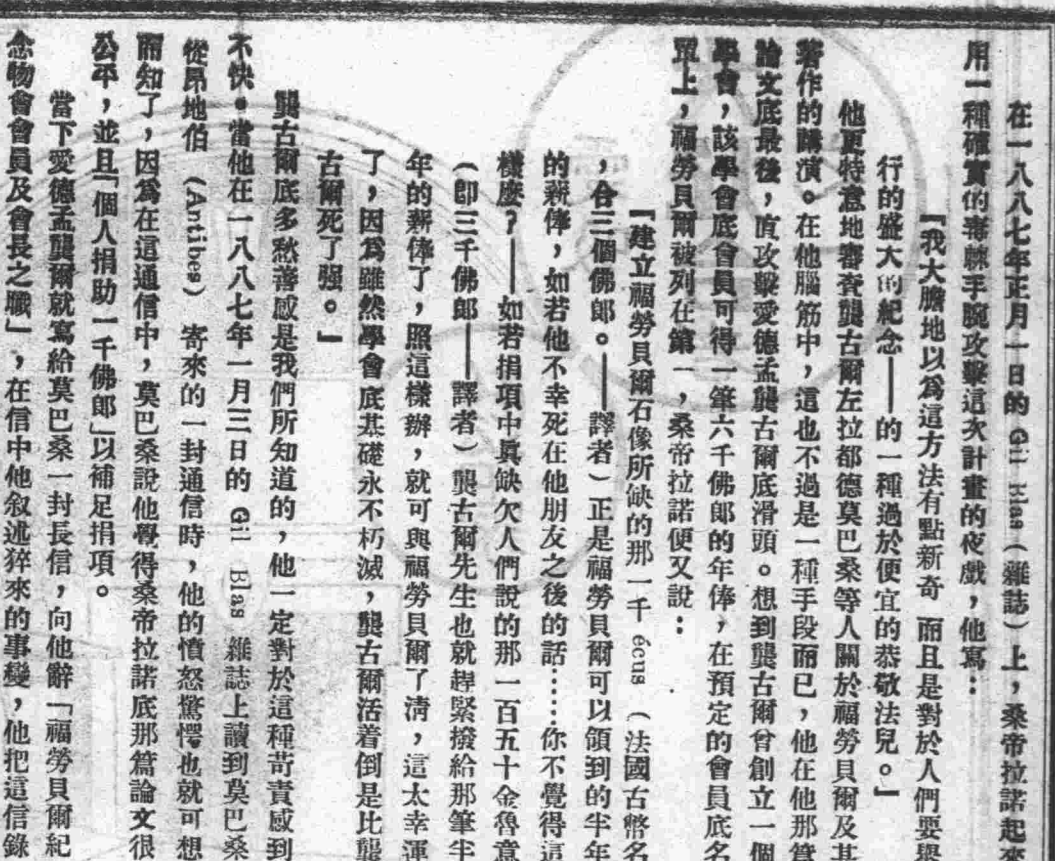 在一八八七年正月一日的 Gil Blas（雜誌）上，桑帝拉諾起來
用一種確實的毒辣手腕攻擊這次計畫的夜戲，他寫：
『我大膽地以爲這方法有點新奇 而且是對於人們要舉
行的盛大的紀念——的一種過於便宜的恭敬法兒。』
他更特意地審查龔古爾左拉都德莫巴桑等人關於福勞貝爾及其
著作的講演。在他腦筋中，這也不過是一種手段而已，他在他那篇
論文底最後，直攻擊愛德孟龔古爾底滑頭。想到龔古爾曾創立一個
學會，該學會底會員可得一筆六千佛郎的年俸，在預定的會員底名
單上，福勞貝爾被列在第一，桑帝拉諾便又說：
『建立福勞貝爾石像所缺的那一千 écus （法國古幣名
，合三個佛郎。——譯者）正是福勞貝爾可以領到的半年
的薪俸，如若他不幸死在他朋友之後的話……你不覺得這
樣麼？——如若捐項中眞缺欠人們說的那一百五十金魯意
（卽三千佛郎——譯者）龔古爾先生也就趕緊撥給那筆半
年的薪俸了，照這樣辦，就可與福勞貝爾了清，這太幸運
了，因爲雖然學會底基礎永不朽滅，龔古爾活着倒是比龔
古爾死了强。』
龔古爾底多愁善感是我們所知道的，他一定對於這種苛責感到
不快。當他在一八八七年一月三日的 Gil Blas 雜誌上讀到莫巴桑
從昂地伯（Antibes）寄來的一封通信時，他的憤怒驚愕也就可想
而知了，因爲在這通信中，莫巴桑說他覺得桑帝拉諾底那篇論文很
公平，並且「個人捐助一千佛郎」以補足捐項。
當下愛德孟龔爾就寫給莫巴桑一封長信，向他辭「福勞貝爾紀
念物會會員及會長之職」，在信中他叙述猝來的事變，他把這信錄